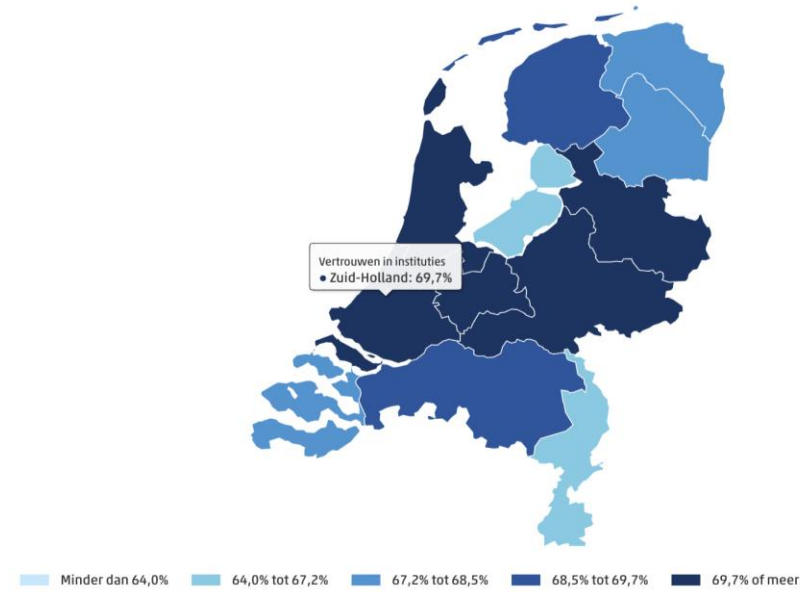 Vertrouwen in instituties
● Zuid-Holland: 69,7%
Minder dan 64,0% 64,0% tot 67,2% 67,2% tot 68,5% 68,5% tot 69,7% 69,7% of meer